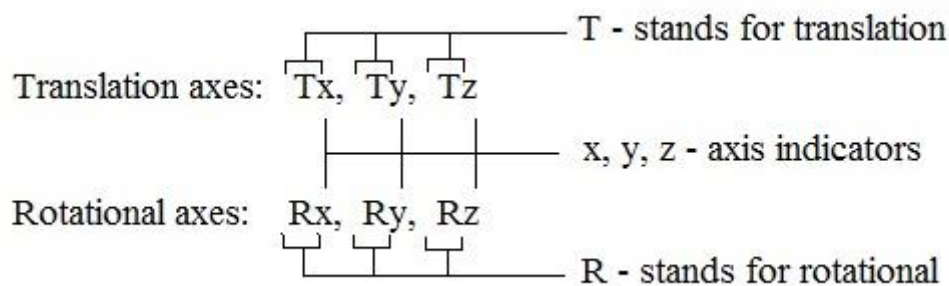 T - stands for translation
Translation axes: Tx, Ty, Tz
x, y, z - axis indicators
Rotational axes: Rx, Ry, Rz
R - stands for rotational